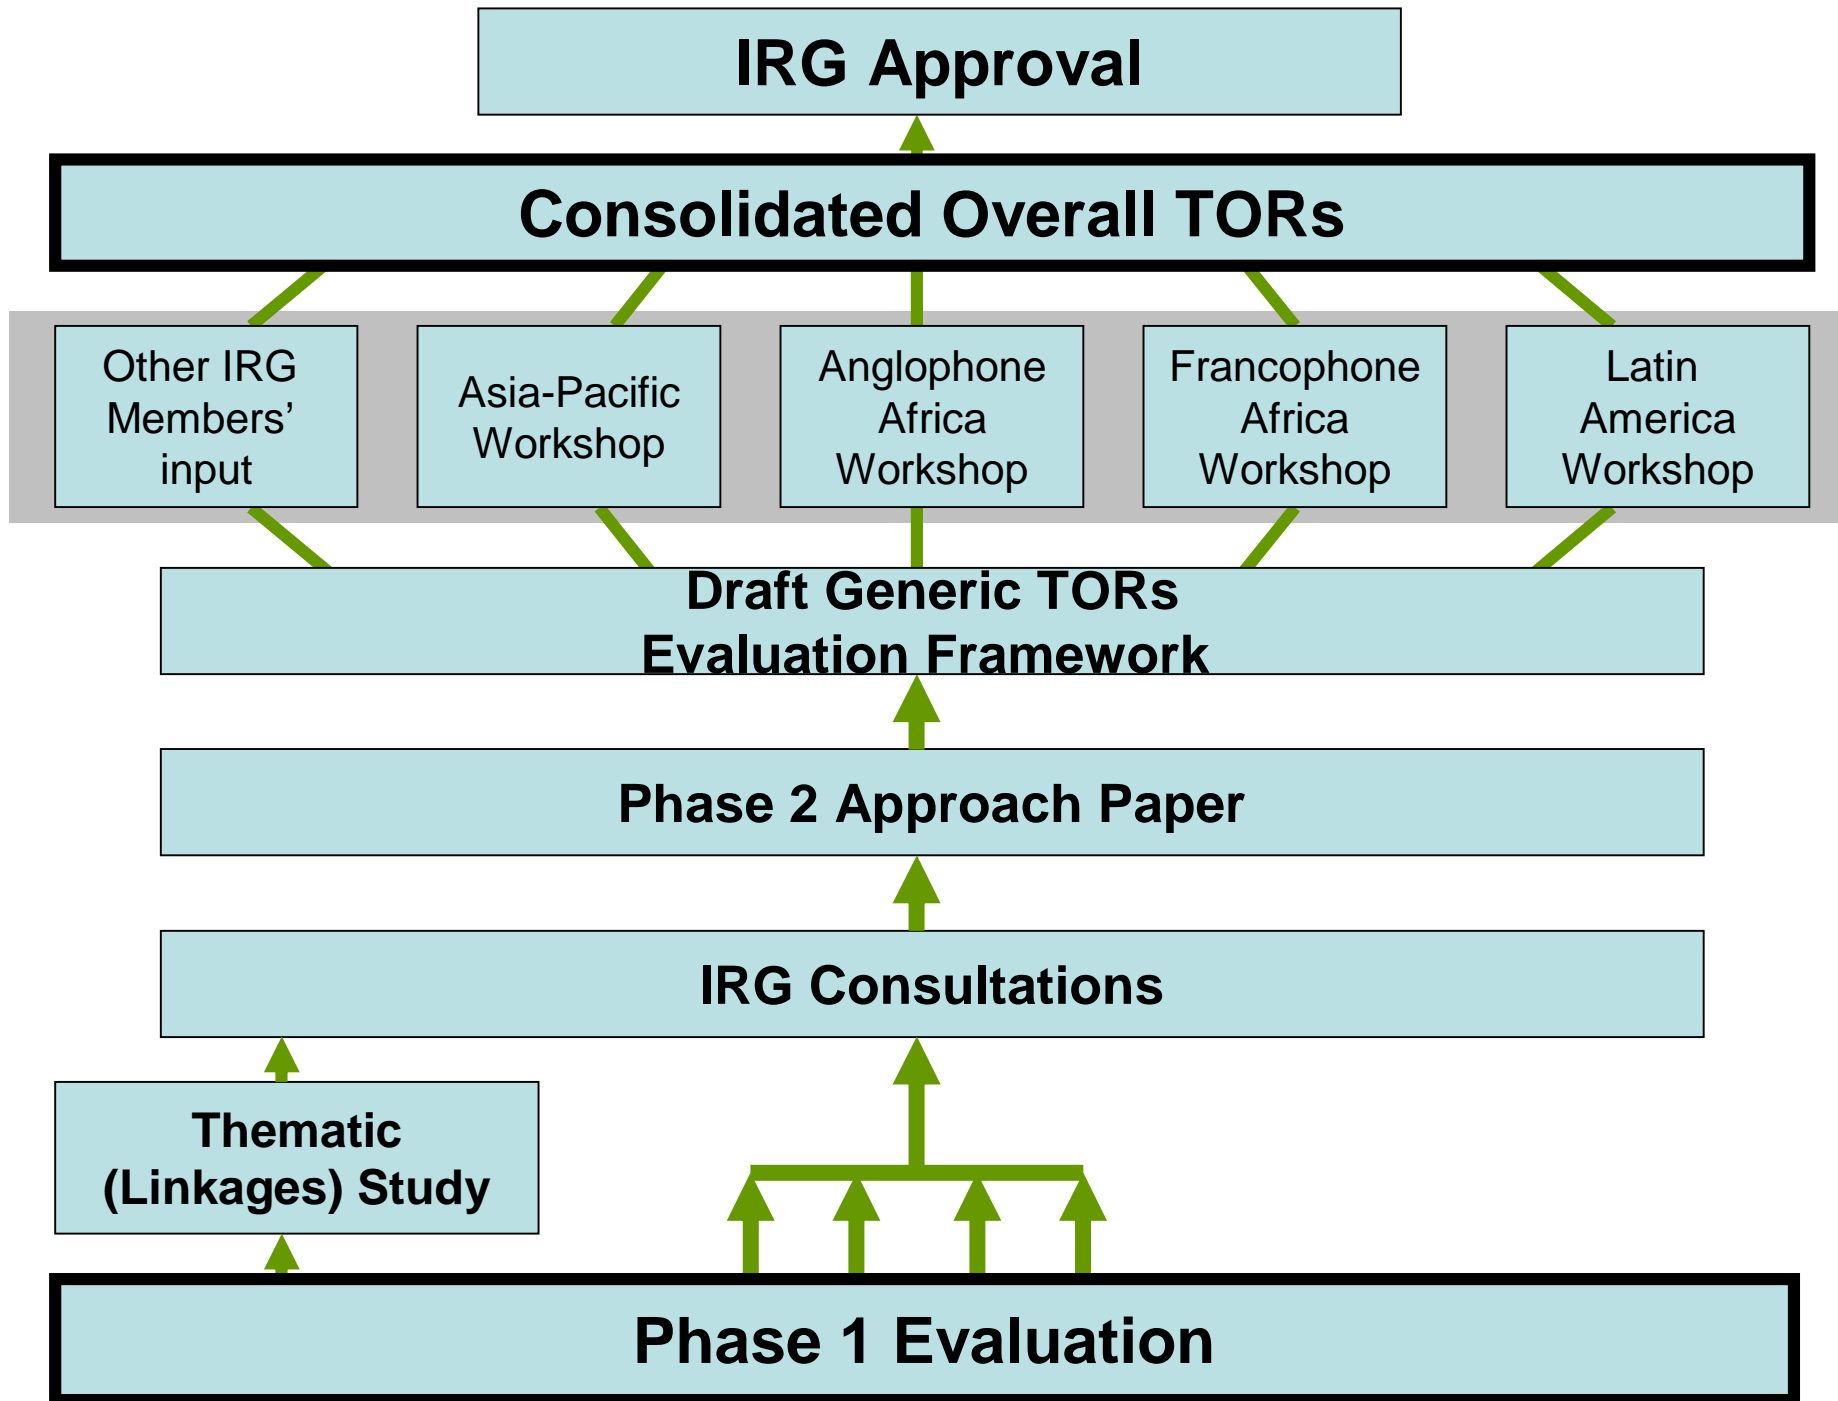 IRG Approval
Consolidated Overall TORs
Other IRG
Members’
input
Asia-Pacific
Workshop
Anglophone
Africa
Workshop
Francophone
Africa
Workshop
Latin
America
Workshop
Draft Generic TORs
Evaluation Framework
Phase 2 Approach Paper
IRG Consultations
Thematic
(Linkages) Study
Phase 1 Evaluation